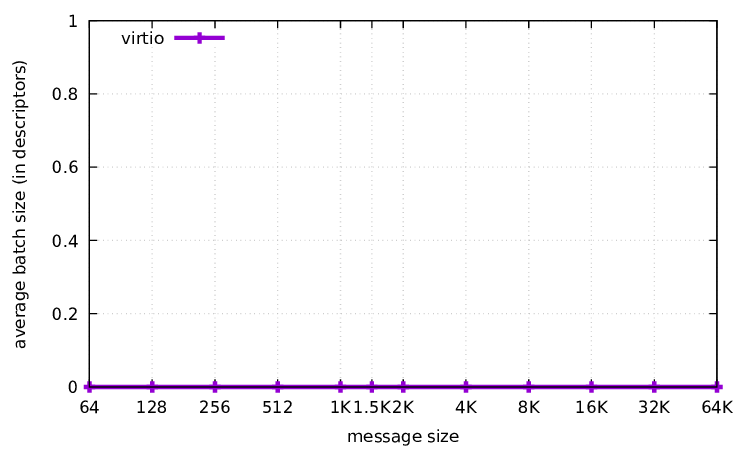 1
virtio
0.8
0.6
0.4
0.2
0
average batch size (in descriptors)
64 128 256 512 1K 1.5K 2K 4K 8K 16K 32K 64K
message size